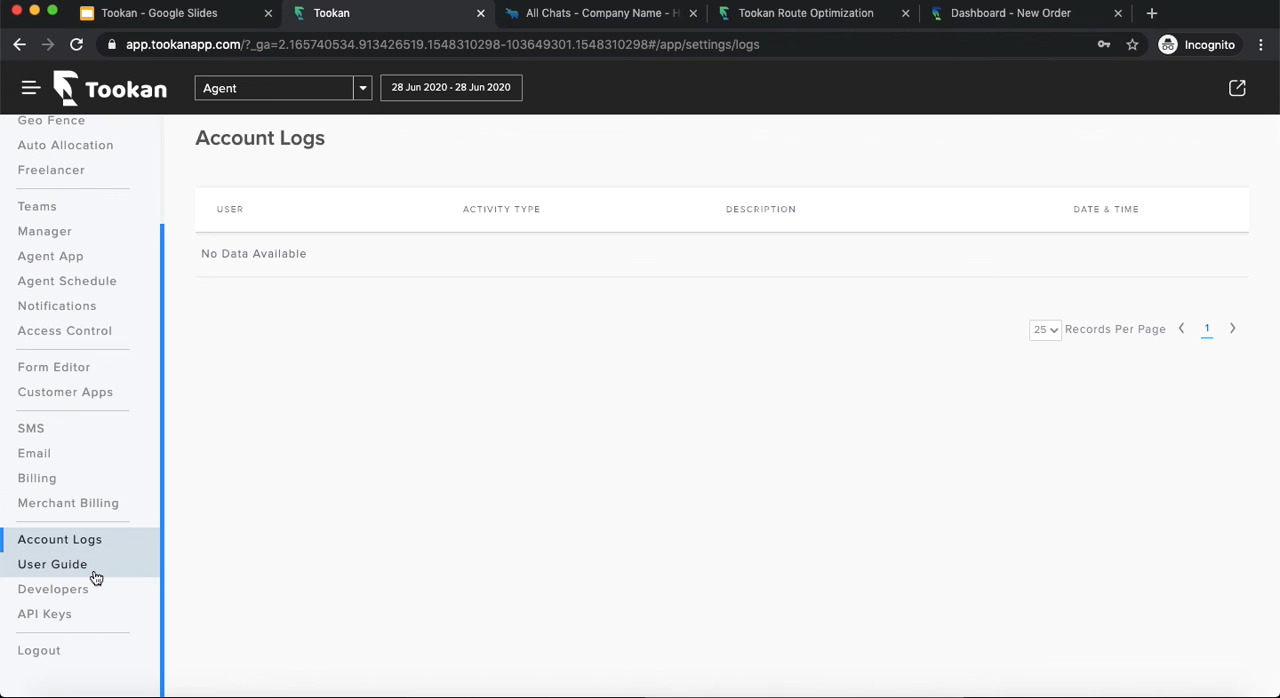 Tookan - Google Slides
Tookan
All Chats - Company Name - H
Tookan Route Optimization
Dashboard - New Order
app.tookanapp.com/?_ga=2.165740534.913426519.1548310298-103649301.1548310298#/app/settings/logs
Incognito
Tookan
Agent
28 Jun 2020 - 28 Jun 2020
Geo Fence
Auto Allocation
Freelancer
Teams
Manager
Agent App
Agent Schedule
Notifications
Access Control
Form Editor
Customer Apps
SMS
Email
Billing
Merchant Billing
Account Logs
User Guide
Developers
API Keys
Logout
Account Logs
USER ACTIVITY TYPE DESCRIPTION DATE & TIME
No Data Available
25 Records Per Page 1